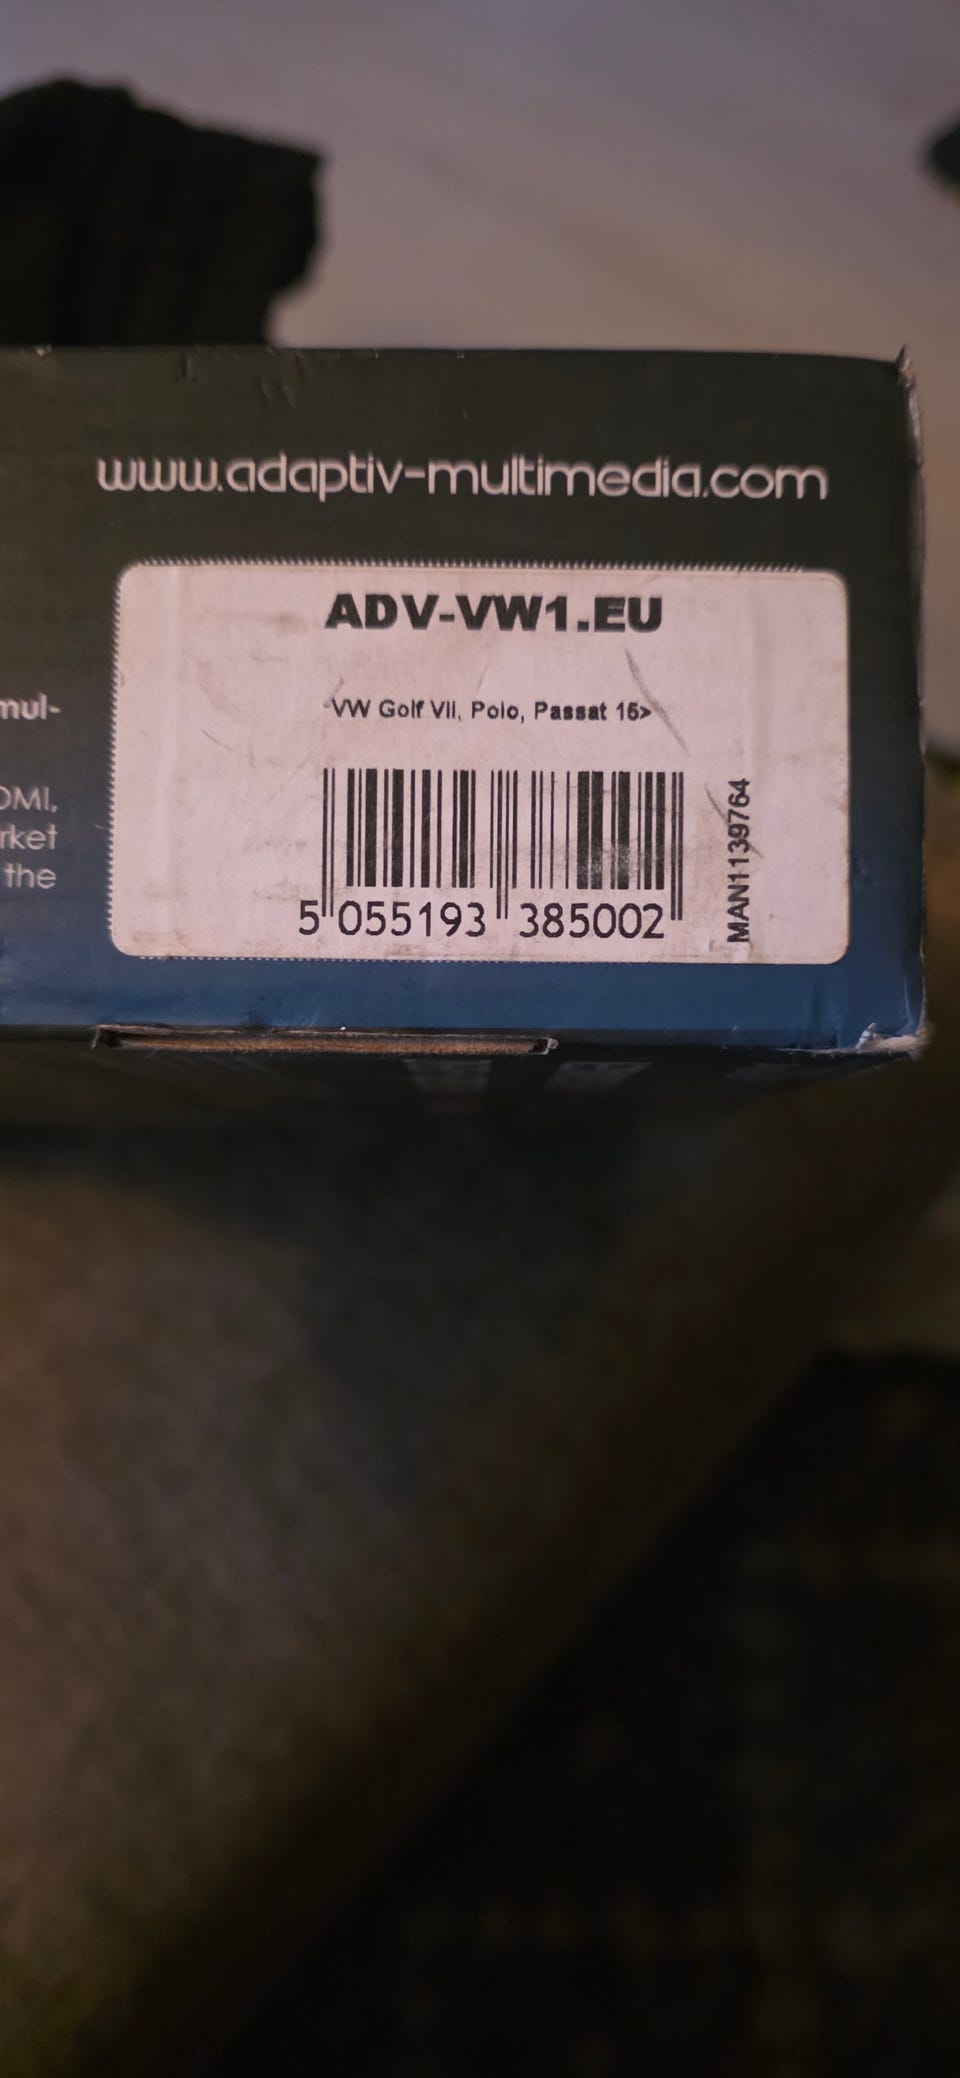 www.adaptiv-multimedia.com
ADV-VW1.EU
VW Golf VII, Polo, Passat 15>
mul-
OMI,
rket
the
5 055193 385002
MAN1139764